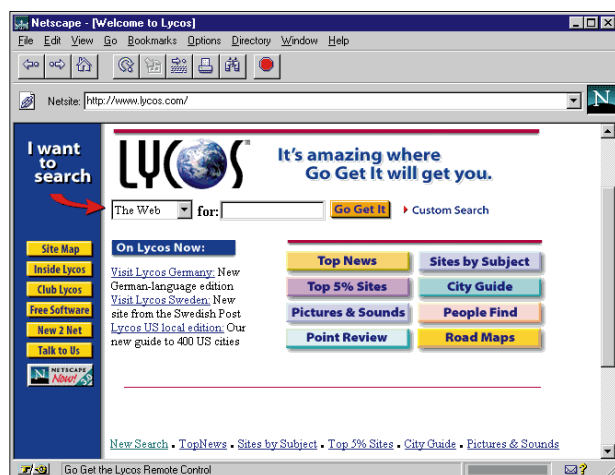 Netscape - [Welcome to Lycos]
File Edit View Go Bookmarks Options Directory Window Help
Netsite: http://www.lycos.com/
N
I want
to
search
LYCOS
It's amazing where
Go Get It will get you.
The Web for: Go Get It Custom Search
Site Map
Inside Lycos
Club Lycos
Free Software
New 2 Net
Talk to Us
N NETSCAPE
Now!
On Lycos Now:
Visit Lycos Germany: New
German-language edition
Visit Lycos Sweden: New
site from the Swedish Post
Lycos US local edition: Our
new guide to 400 US cities
Top News Sites by Subject
Top 5% Sites City Guide
Pictures & Sounds People Find
Point Review Road Maps
New Search . TopNews . Sites by Subject . Top 5% Sites . City Guide . Pictures & Sounds
Go Get the Lycos Remote Control
?